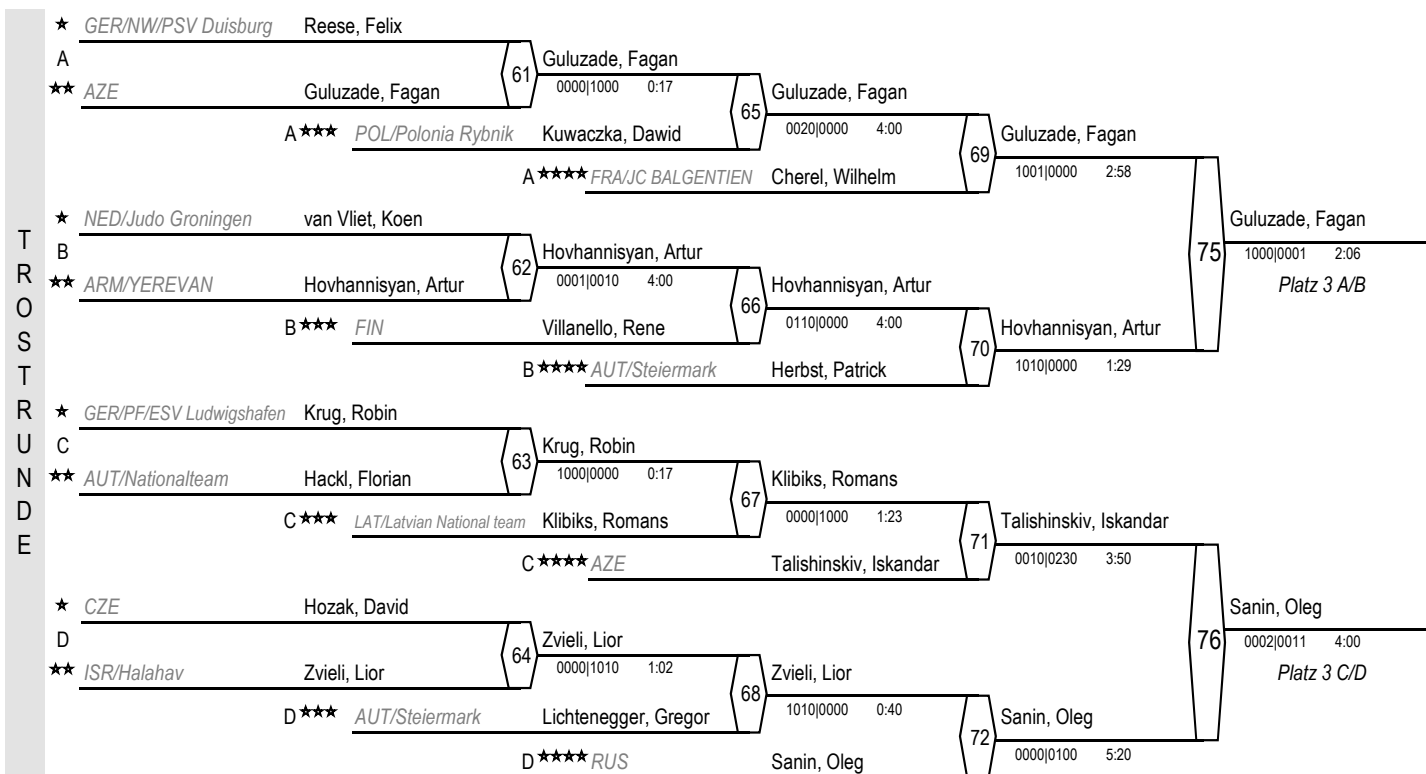 TROSTRUNDE
★ GER/NW/PSV Duisburg Reese, Felix
A
61 Guluzade, Fagan
0000|1000 0:17
★★ AZE Guluzade, Fagan
65 Guluzade, Fagan
0020|0000 4:00
A ★★★ POL/Polonia Rybnik Kuwaczka, Dawid
69 Guluzade, Fagan
1001|0000 2:58
A ★★★★ FRA/JC BALGENTIEN Cherel, Wilhelm
★ NED/Judo Groningen van Vliet, Koen
75 Guluzade, Fagan
1000|0001 2:06
Platz 3 A/B
B
62 Hovhannisyan, Artur
0001|0010 4:00
★★ ARM/YEREVAN Hovhannisyan, Artur
66 Hovhannisyan, Artur
0110|0000 4:00
B ★★★ FIN Villanello, Rene
70 Hovhannisyan, Artur
1010|0000 1:29
B ★★★★ AUT/Steiermark Herbst, Patrick
★ GER/PF/ESV Ludwigshafen Krug, Robin
C
63 Krug, Robin
1000|0000 0:17
★★ AUT/Nationalteam Hackl, Florian
67 Klibiks, Romans
0000|1000 1:23
C ★★★ LAT/Latvian National team Klibiks, Romans
71 Talishinskiv, Iskandar
0010|0230 3:50
C ★★★★ AZE Talishinskiv, Iskandar
★ CZE Hozak, David
76 Sanin, Oleg
0002|0011 4:00
Platz 3 C/D
D
64 Zvieli, Lior
0000|1010 1:02
★★ ISR/Halahav Zvieli, Lior
68 Zvieli, Lior
1010|0000 0:40
D ★★★ AUT/Steiermark Lichtenegger, Gregor
72 Sanin, Oleg
0000|0100 5:20
D ★★★★ RUS Sanin, Oleg